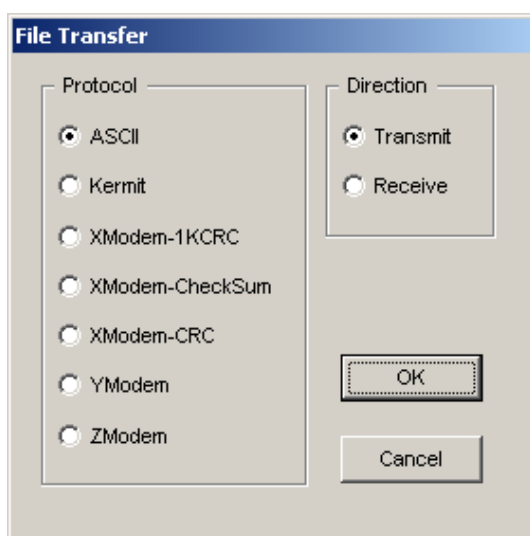 File Transfer
Protocol
ASCII
Kermit
XModem-1KCRC
XModem-CheckSum
XModem-CRC
YModem
ZModem
Direction
Transmit
Receive
OK
Cancel